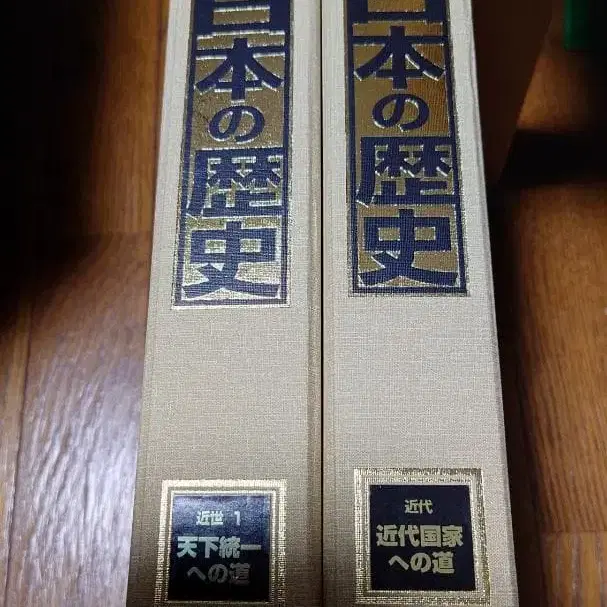 日本の歴史
近世 1
天下統一
への道
日本の歴史
近代
近代国家
への道